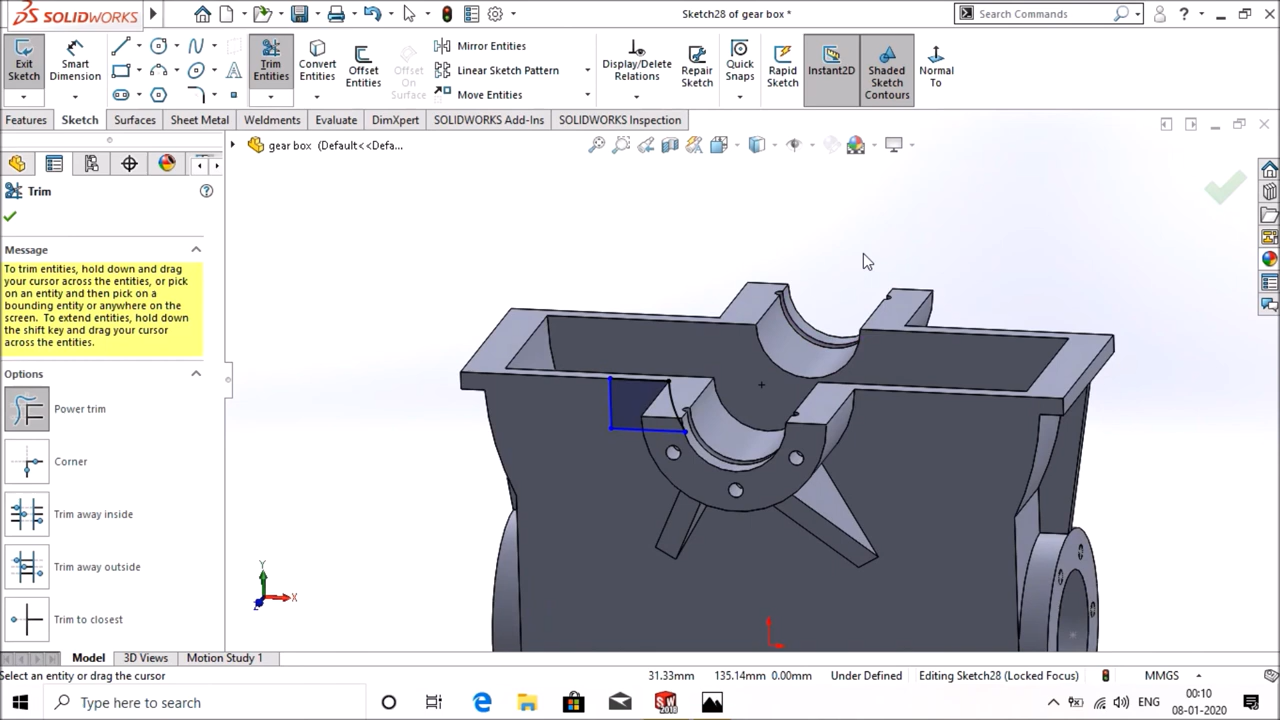 SOLIDWORKS
Sketch28 of gear box *
Search Commands
Exit Sketch
Smart Dimension
Trim Entities
Convert Entities
Offset Entities
Offset On Surface
Mirror Entities
Linear Sketch Pattern
Move Entities
Display/Delete Relations
Repair Sketch
Quick Snaps
Rapid Sketch
Instant2D
Shaded Sketch Contours
Normal To
Features
Sketch
Surfaces
Sheet Metal
Weldments
Evaluate
DimXpert
SOLIDWORKS Add-Ins
SOLIDWORKS Inspection
gear box (Default<<Defa...
Trim
Message
To trim entities, hold down and drag
your cursor across the entities, or pick
on an entity and then pick on a
bounding entity or anywhere on the
screen. To extend entities, hold down
the shift key and drag your cursor
across the entities.
Options
Power trim
Corner
Trim away inside
Trim away outside
Trim to closest
Y
X
Z
Model
3D Views
Motion Study 1
Select an entity or drag the cursor
31.33mm
135.14mm 0.00mm
Under Defined
Editing Sketch28 (Locked Focus)
MMGS
Type here to search
SW
2018
ENG
00:10
08-01-2020